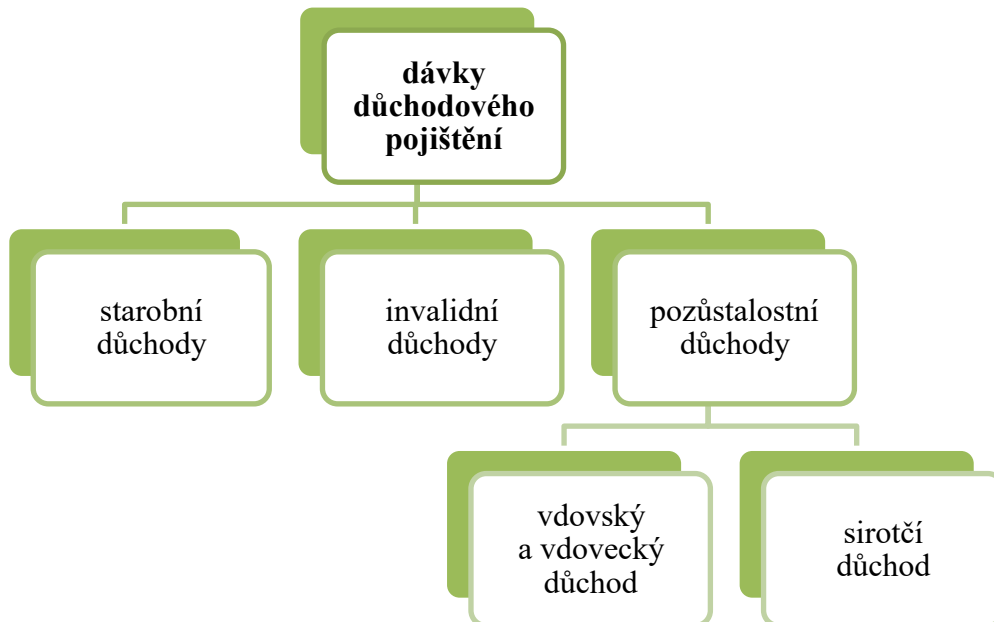 dávky
důchodového
pojištění
starobní
důchody
invalidní
důchody
pozůstalostní
důchody
vdovský
a vdovecký
důchod
sirotčí
důchod